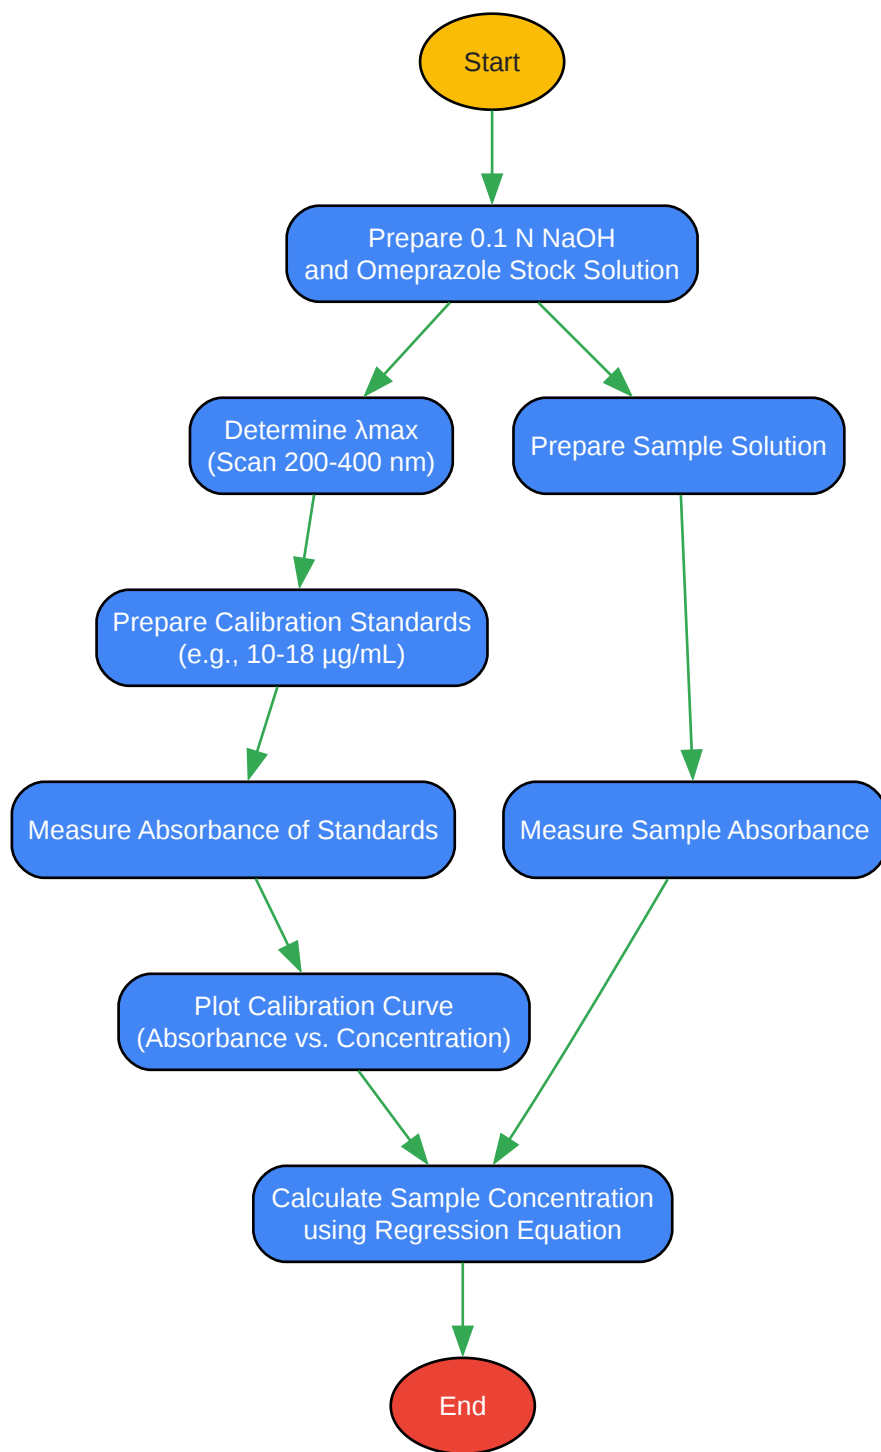 Start
Prepare 0.1 N NaOH
and Omeprazole Stock Solution
Determine λmax
(Scan 200-400 nm)
Prepare Sample Solution
Prepare Calibration Standards
(e.g., 10-18 µg/mL)
Measure Absorbance of Standards
Measure Sample Absorbance
Plot Calibration Curve
(Absorbance vs. Concentration)
Calculate Sample Concentration
using Regression Equation
End